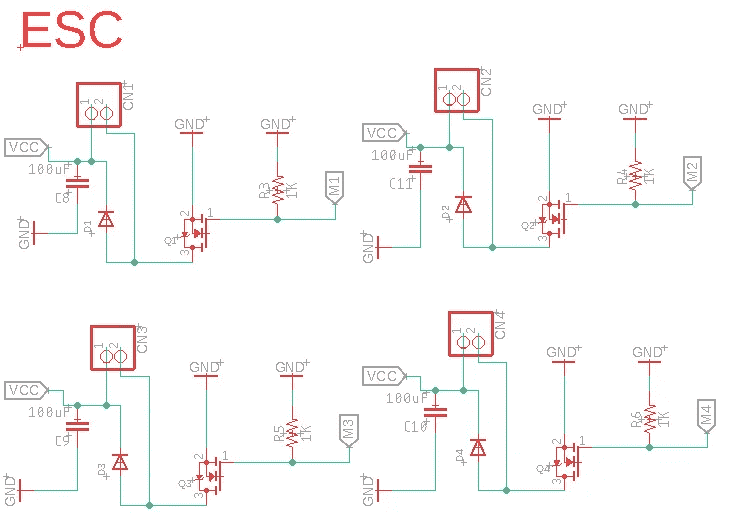 ESC
CN1
1 2
VCC
100uF
C8
GND
D1
GND
Q1
2
1
3
GND
R3
1K
M1
CN2
1 2
VCC
100uF
C11
GND
D2
GND
Q2
2
1
3
GND
1K
M2
CN3
1 2
VCC
100uF
C9
GND
D3
GND
Q3
2
1
3
GND
R5
1K
M3
CN4
1 2
VCC
100uF
C10
GND
D4
GND
Q4
2
1
3
GND
R6
1K
M4